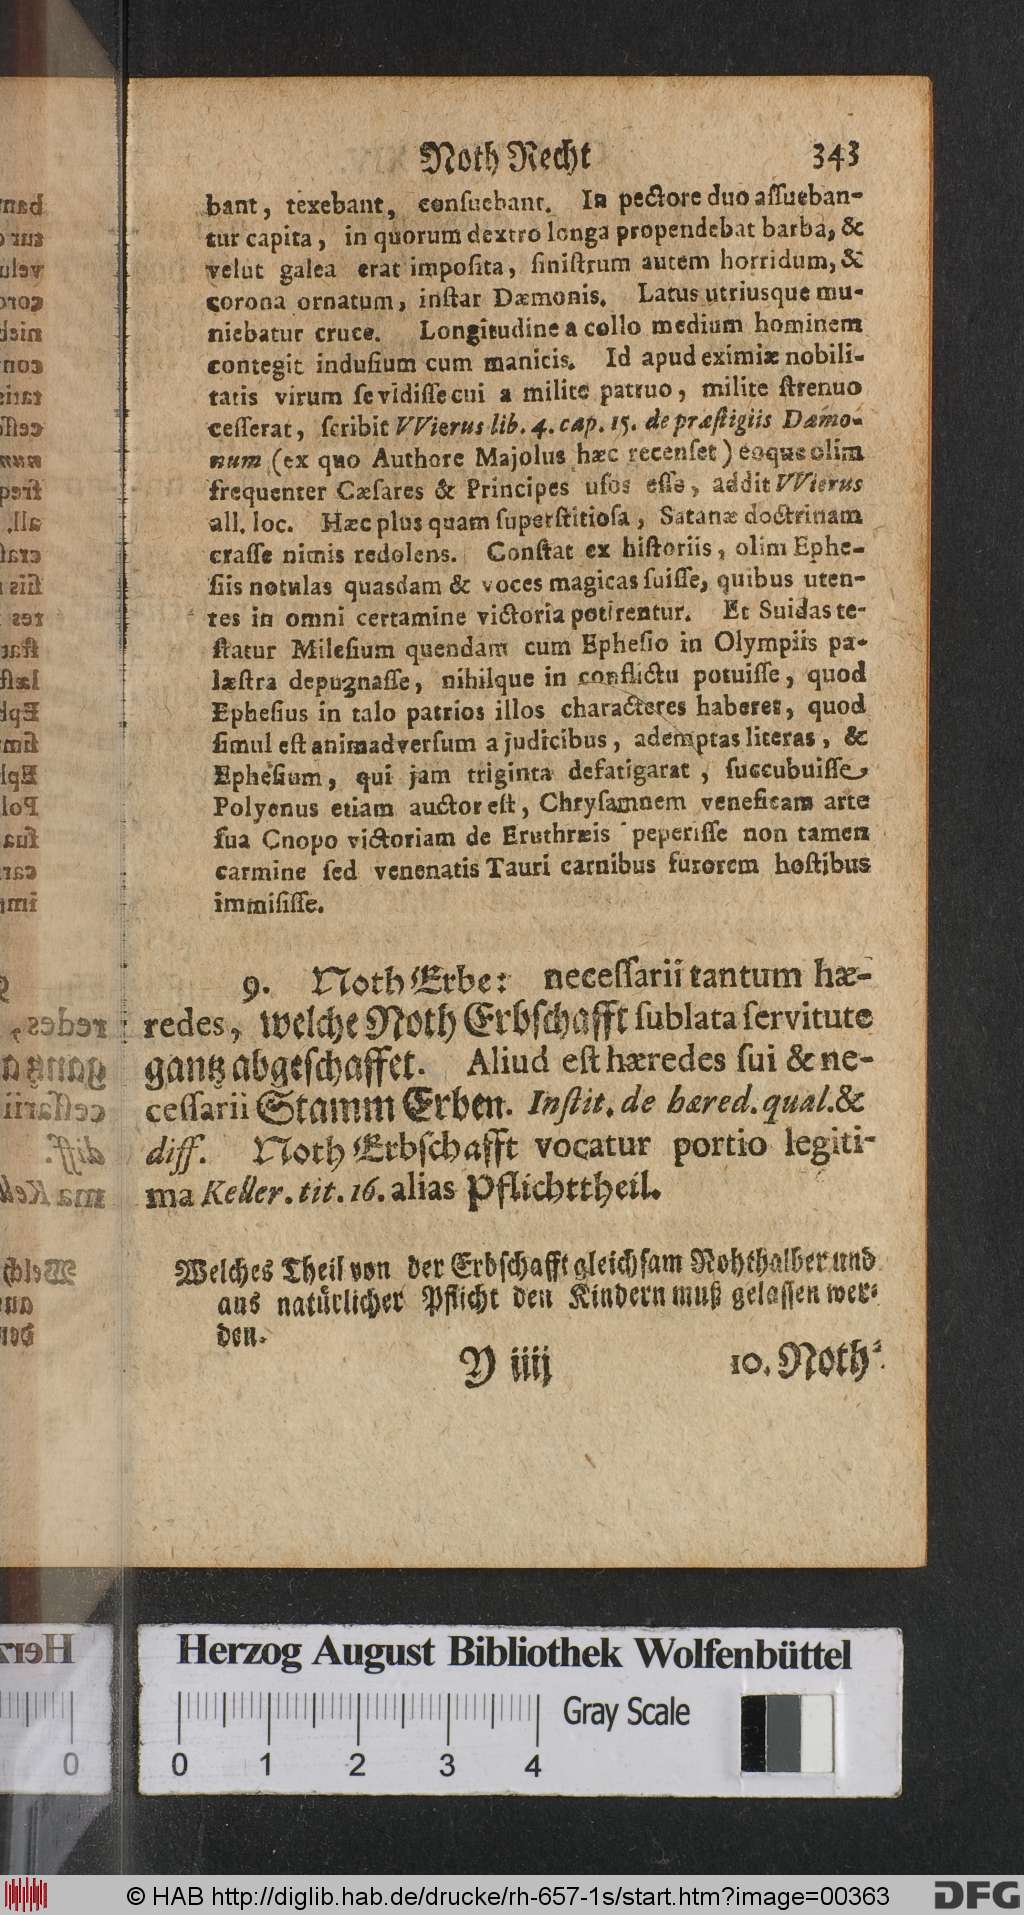 Noth Recht 343
bant, texebant, consuebant. In pectore duo assueban-
tur capita, in quorum dextro longa propendebat barba, &
velut galea erat imposita, sinistrum autem horridum, &
corona ornatum, instar Dæmonis. Latus utriusque mu-
niebatur cruce. Longitudine a collo medium hominem
contegit indusium cum manicis. Id apud eximiæ nobili-
tatis virum se vidisse cui a milite patruo, milite strenuo
cesserat, scribit VVierus lib. 4. cap. 15. de præstigiis Dæmo-
num (ex quo Authore Majolus hæc recenset) eoque olim
frequenter Cæsares & Principes usos esse, addit VVierus
all. loc. Hæc plus quam superstitiosa, Satanæ doctrinam
crasse nimis redolens. Constat ex historiis, olim Ephe-
siis notulas quasdam & voces magicas fuisse, quibus uten-
tes in omni certamine victoria potirentur. Et Suidas te-
statur Milesium quendam cum Ephesio in Olympiis pa-
læstra depugnasse, nihilque in conflictu potuisse, quod
Ephesius in talo patrios illos characteres haberet, quod
simul est animadversum a judicibus, ademptas literas, &
Ephesium, qui jam triginta defatigarat, succubuisse
Polyenus etiam auctor est, Chrysamnem veneficam arte
sua Cnopo victoriam de Eruthræis peperisse non tamen
carmine sed venenatis Tauri carnibus furorem hostibus
immisisse.
9. Noth Erbe: necessarii tantum hæ-
redes, welche Noth Erbschafft sublata servitute
gantz abgeschaffet. Aliud est hæredes sui & ne-
cessarii Stamm Erben. Instit. de hæred. qual. &
diff. Noth Erbschafft vocatur portio legiti-
ma Keller. tit. 16. alias Pflichttheil.
Welches Theil von der Erbschafft gleichsam Nohthalber und
aus natürlicher Pflicht den Kindern muß gelassen wer-
den.
Y iiij 10. Noth-
Herzog August Bibliothek Wolfenbüttel
Gray Scale
0 1 2 3 4
© HAB http://diglib.hab.de/drucke/rh-657-1s/start.htm?image=00363 DFG